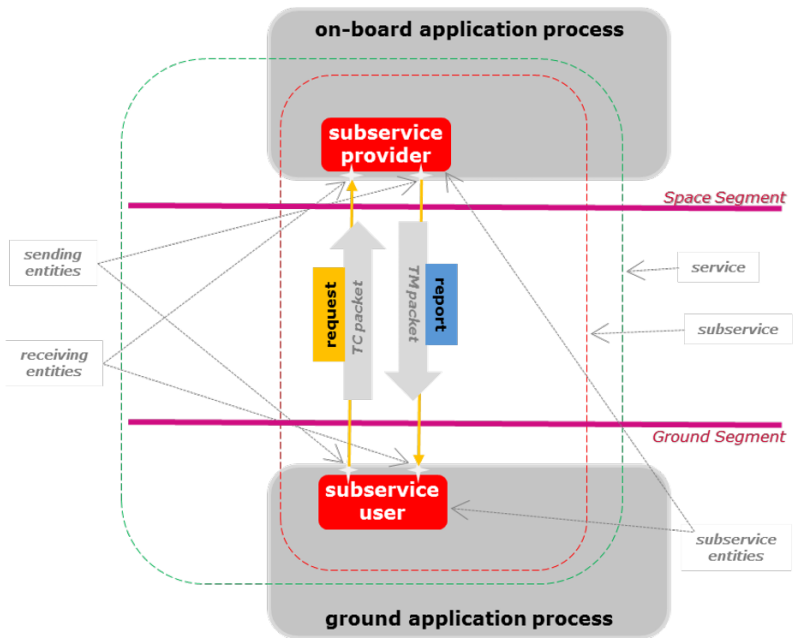 on-board application process
subservice
provider
Space Segment
sending
entities
service
request
TC packet
TM packet
report
subservice
receiving
entities
Ground Segment
subservice
user
subservice
entities
ground application process